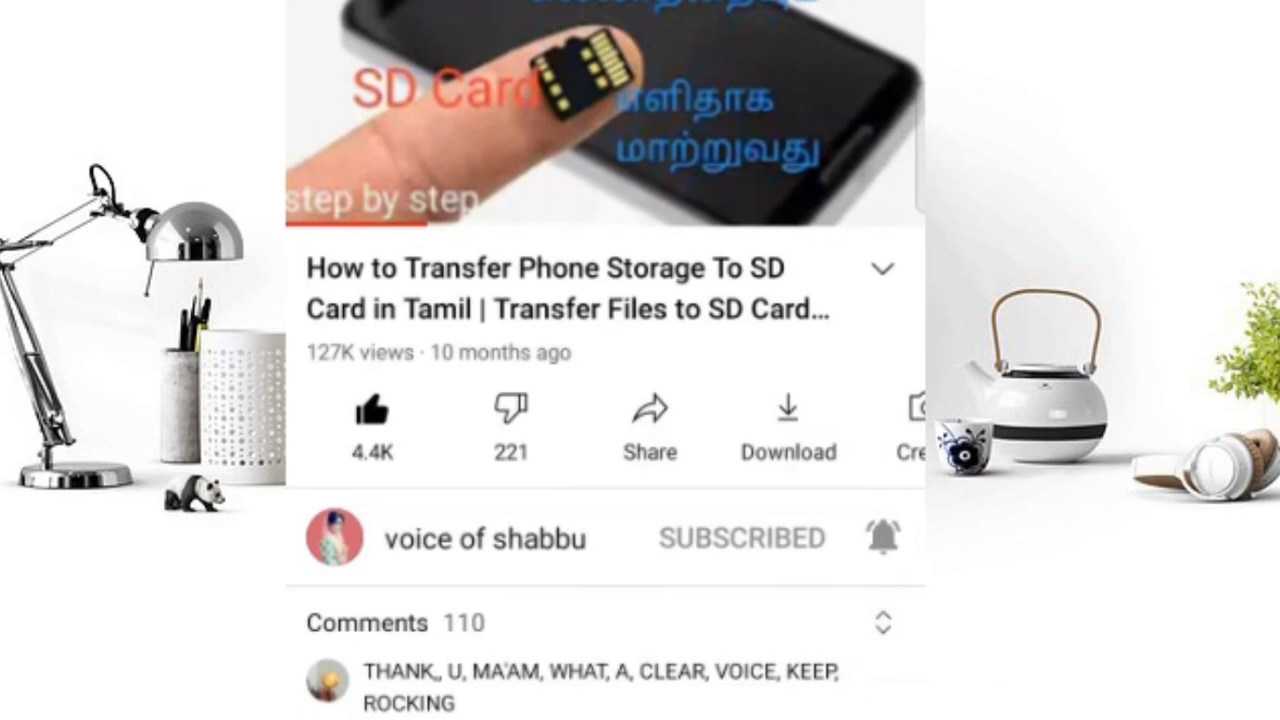 SD Card
எளிதாக
மாற்றுவது
step by step
How to Transfer Phone Storage To SD
Card in Tamil | Transfer Files to SD Card...
127K views · 10 months ago
4.4K 221 Share Download Cre
voice of shabbu SUBSCRIBED
Comments 110
THANK,, U, MA'AM, WHAT, A, CLEAR, VOICE, KEEP,
ROCKING